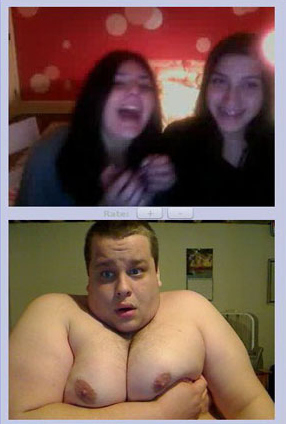 Rate: + -